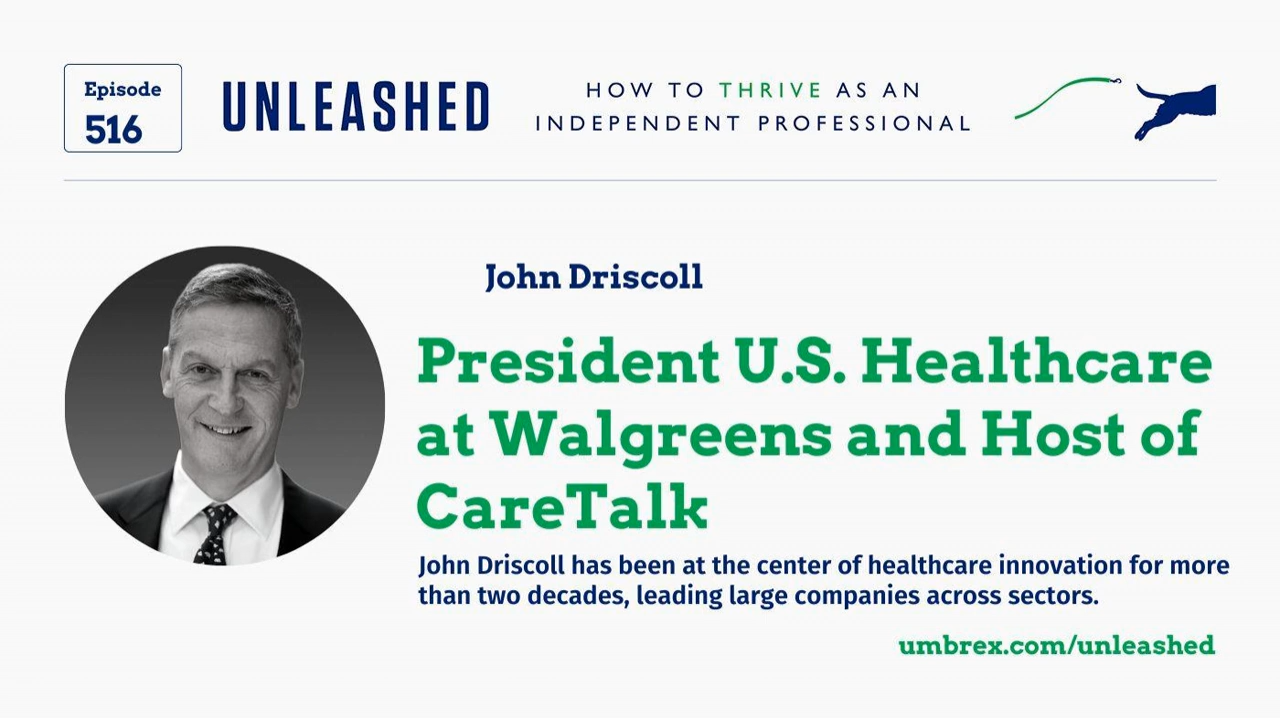 Episode
516
UNLEASHED
HOW TO THRIVE AS AN
INDEPENDENT PROFESSIONAL
John Driscoll
President U.S. Healthcare
at Walgreens and Host of
CareTalk
John Driscoll has been at the center of healthcare innovation for more
than two decades, leading large companies across sectors.
umbrex.com/unleashed